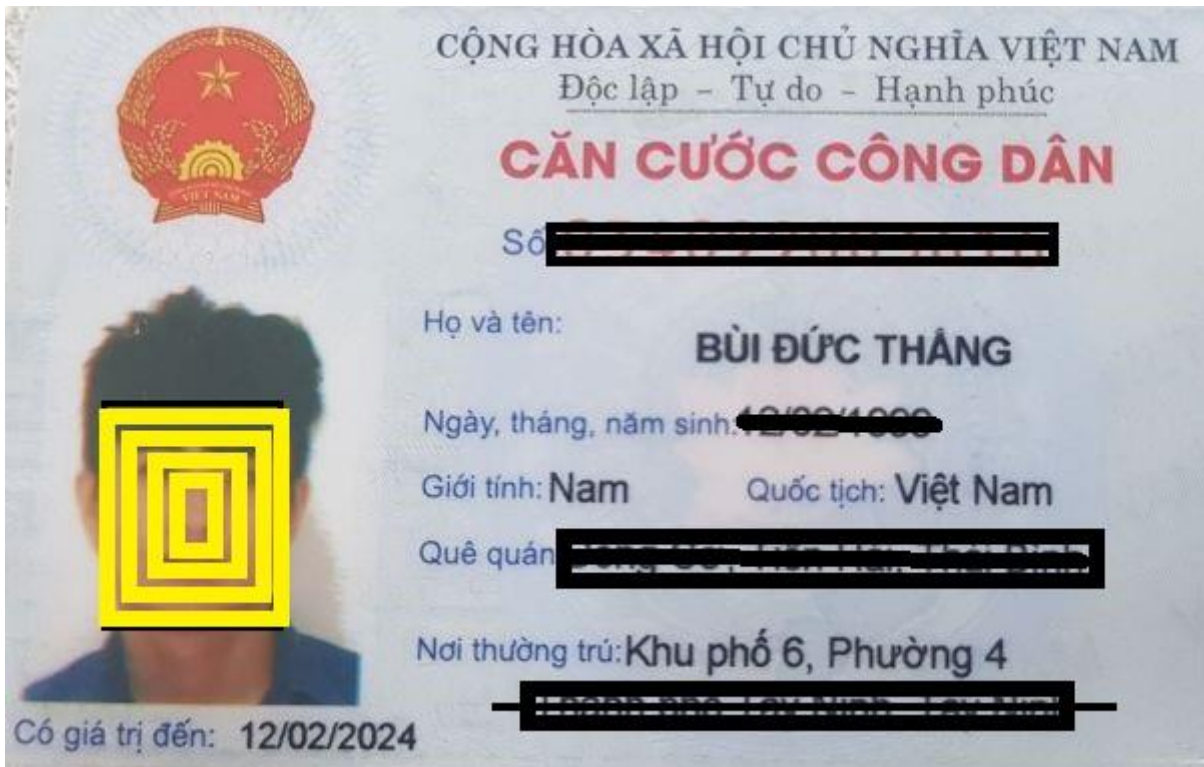 CỘNG HÒA XÃ HỘI CHỦ NGHĨA VIỆT NAM
Độc lập - Tự do - Hạnh phúc
CĂN CƯỚC CÔNG DÂN
VIỆT NAM
Số
Họ và tên:
BÙI ĐỨC THẮNG
Ngày, tháng, năm sinh:
Giới tính: Nam Quốc tịch: Việt Nam
Quê quán
Nơi thường trú: Khu phố 6, Phường 4
Có giá trị đến: 12/02/2024